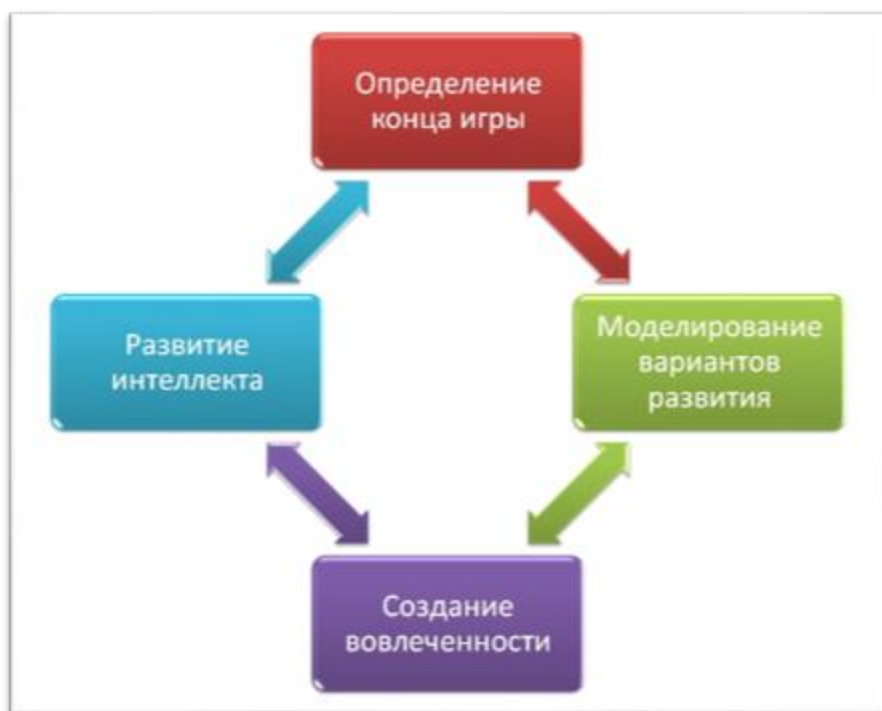 Определение
конца игры
Развитие
интеллекта
Моделирование
вариантов
развития
Создание
вовлеченности